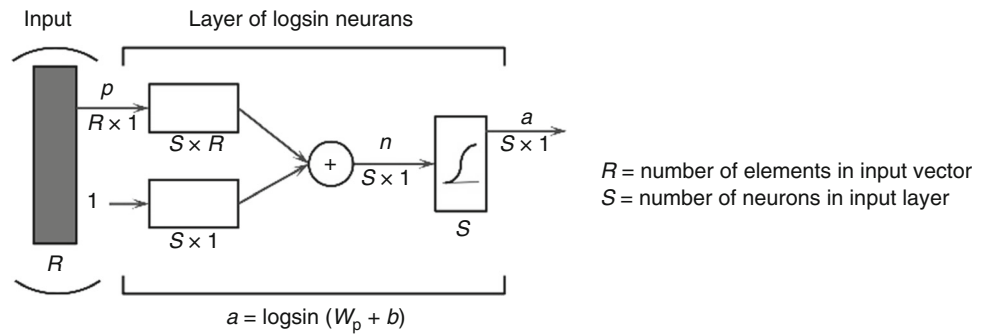 Input
Layer of logsin neurans
p
R × 1
S × R
1
S × 1
+
n
S × 1
a
S × 1
S
R
R = number of elements in input vector
S = number of neurons in input layer
a = logsin (Wp + b)